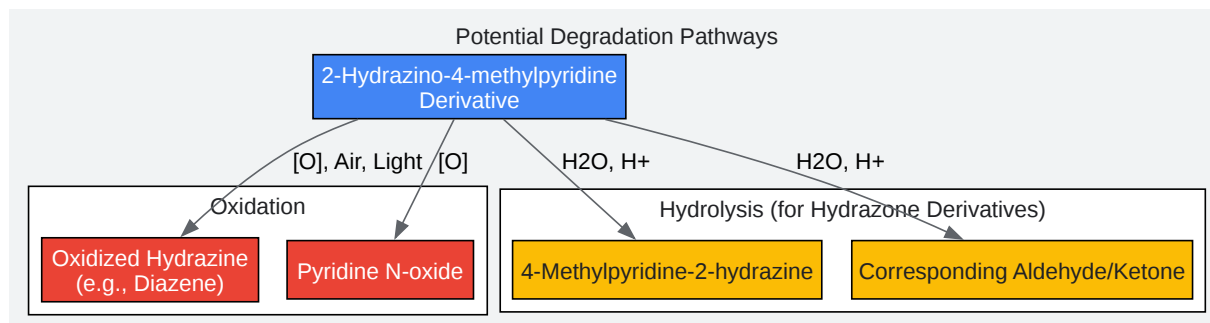 Potential Degradation Pathways
2-Hydrazino-4-methylpyridine
Derivative
[O], Air, Light
[O]
H2O, H+
H2O, H+
Oxidation
Hydrolysis (for Hydrazone Derivatives)
Oxidized Hydrazine
(e.g., Diazene)
Pyridine N-oxide
4-Methylpyridine-2-hydrazine
Corresponding Aldehyde/Ketone